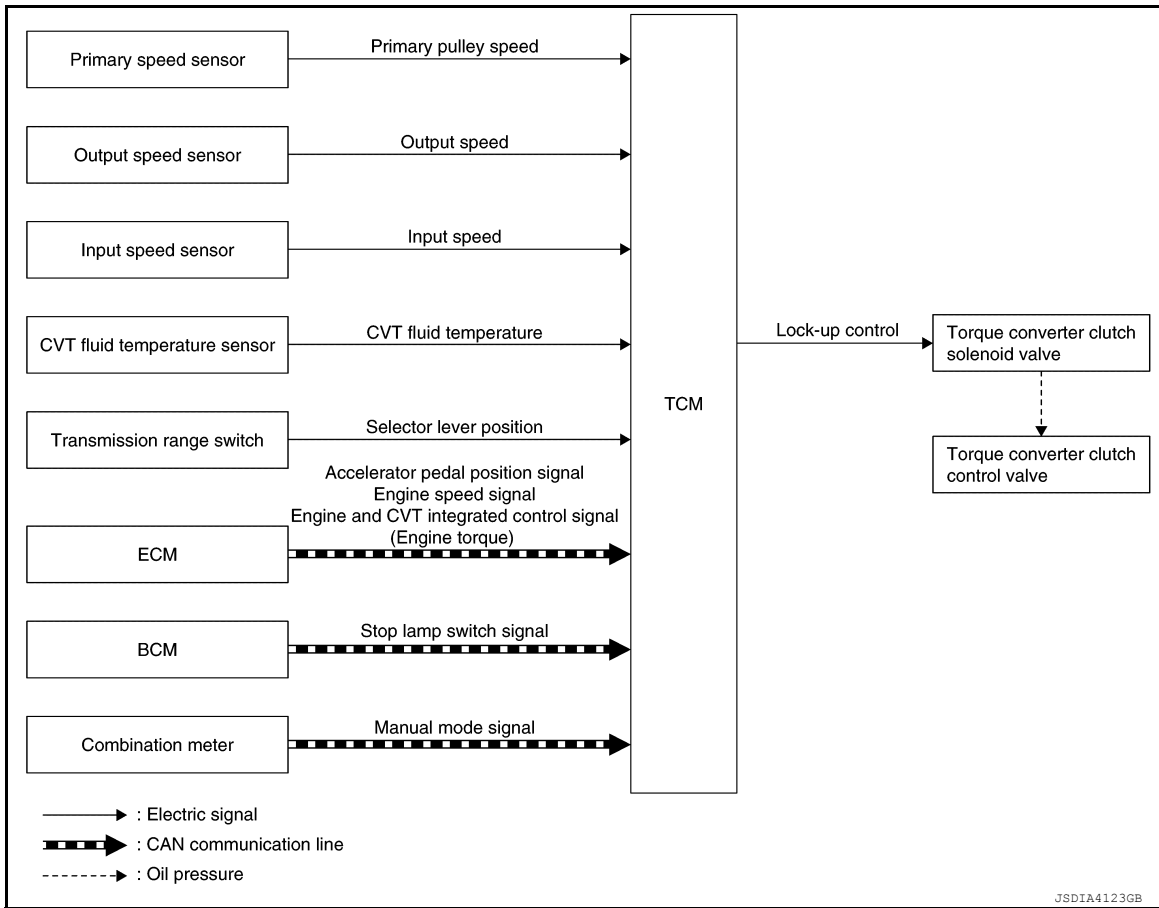 Primary speed sensor
Primary pulley speed
Output speed sensor
Output speed
Input speed sensor
Input speed
CVT fluid temperature sensor
CVT fluid temperature
Transmission range switch
Selector lever position
ECM
Accelerator pedal position signal
Engine speed signal
Engine and CVT integrated control signal
(Engine torque)
BCM
Stop lamp switch signal
Combination meter
Manual mode signal
TCM
Lock-up control
Torque converter clutch
solenoid valve
Torque converter clutch
control valve
: Electric signal
: CAN communication line
: Oil pressure
JSDIA4123GB